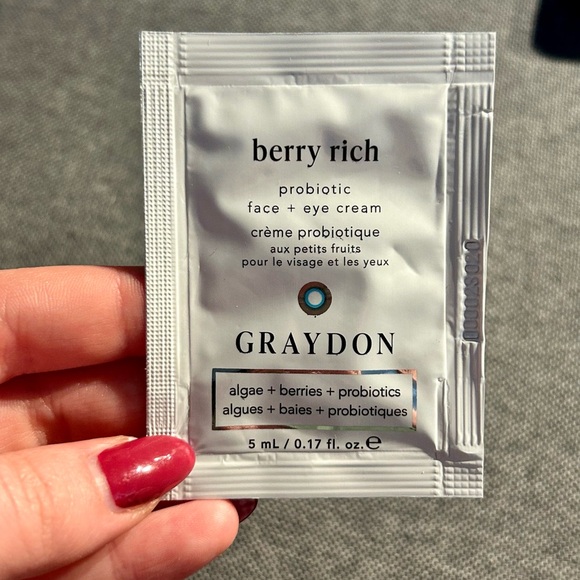 berry rich
probiotic
face + eye cream
crème probiotique
aux petits fruits
pour le visage et les yeux
GRAYDON
algae + berries + probiotics
algues + baies + probiotiques
5 mL / 0.17 fl. oz. ℮